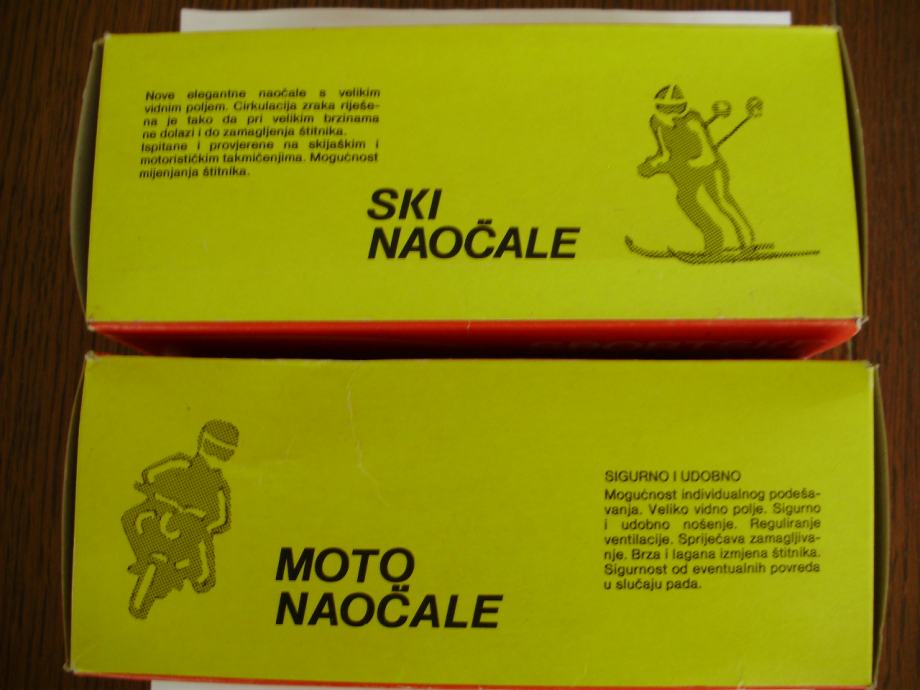 Nove elegantne naočale s velikim
vidnim poljem. Cirkulacija zraka riješe-
na je tako da pri velikim brzinama
ne dolazi i do zamagljenja štitnika.
Ispitane i provjerene na skijaškim i
motorističkim takmičenjima. Mogućnost
mijenjanja štitnika.
SKI
NAOČALE
SPORTSKE
MOTO
NAOČALE
SIGURNO I UDOBNO
Mogućnost individualnog podeša-
vanja. Veliko vidno polje. Sigurno
i udobno nošenje. Reguliranje
ventilacije. Spriječava zamagljiva-
nje. Brza i lagana izmjena štitnika.
Sigurnost od eventualnih povreda
u slučaju pada.